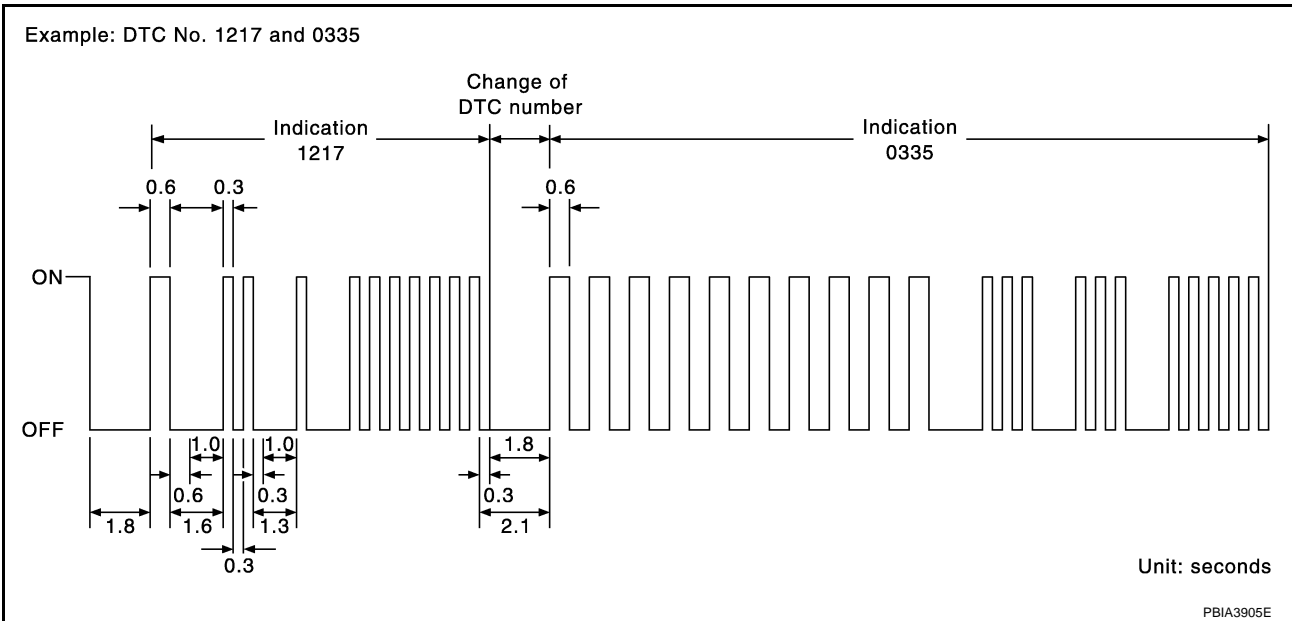 Example: DTC No. 1217 and 0335
Change of
DTC number
Indication
1217
Indication
0335
0.6
0.3
0.6
ON
OFF
1.0
1.0
1.8
0.6
0.3
0.3
1.8
1.6
1.3
2.1
0.3
Unit: seconds
PBIA3905E